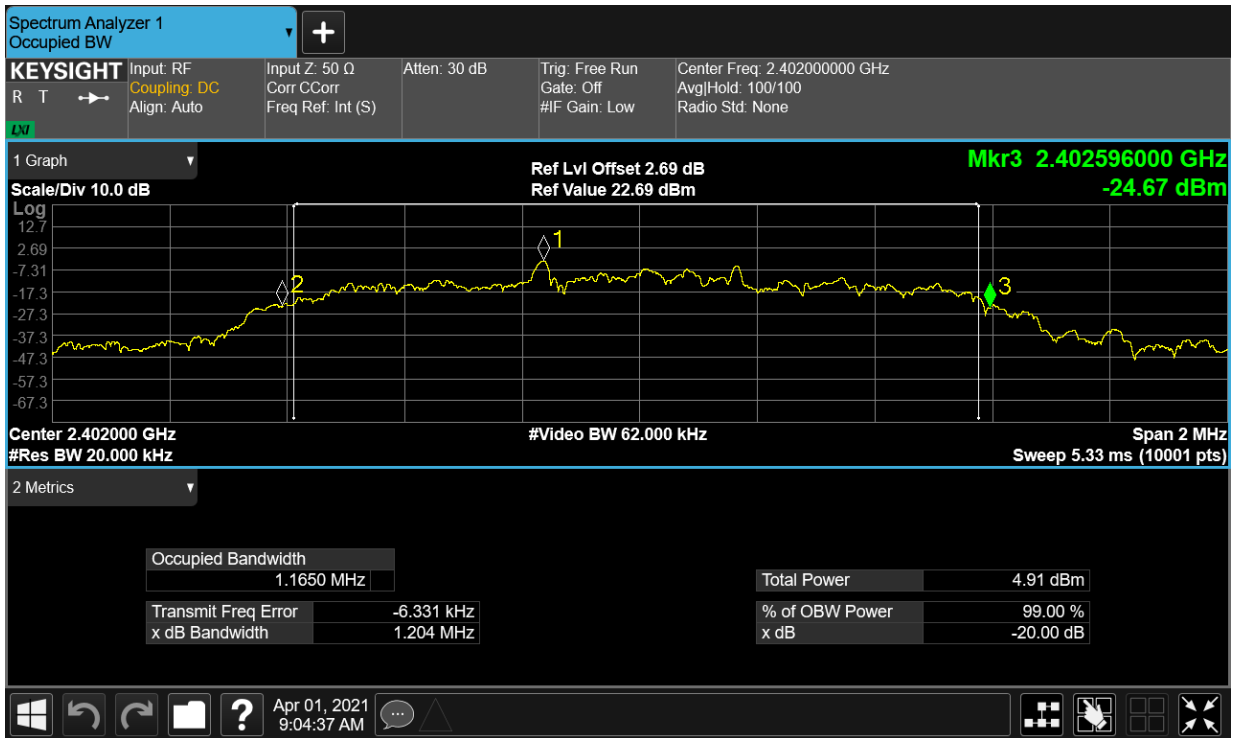 Spectrum Analyzer 1
Occupied BW
▼
+
KEYSIGHT
R T
LXI
Input: RF
Coupling: DC
Align: Auto
Input Z: 50 Ω
Corr CCorr
Freq Ref: Int (S)
Atten: 30 dB
Trig: Free Run
Gate: Off
#IF Gain: Low
Center Freq: 2.402000000 GHz
Avg|Hold: 100/100
Radio Std: None
1 Graph ▼
Ref Lvl Offset 2.69 dB
Mkr3 2.402596000 GHz
Scale/Div 10.0 dB
Ref Value 22.69 dBm
-24.67 dBm
Log
12.7
2.69
-7.31
-17.3
-27.3
-37.3
-47.3
-57.3
-67.3
1
2
3
Center 2.402000 GHz
#Video BW 62.000 kHz
Span 2 MHz
#Res BW 20.000 kHz
Sweep 5.33 ms (10001 pts)
2 Metrics ▼
Occupied Bandwidth
1.1650 MHz
Transmit Freq Error -6.331 kHz
x dB Bandwidth 1.204 MHz
Total Power 4.91 dBm
% of OBW Power 99.00 %
x dB -20.00 dB
?
Apr 01, 2021
9:04:37 AM